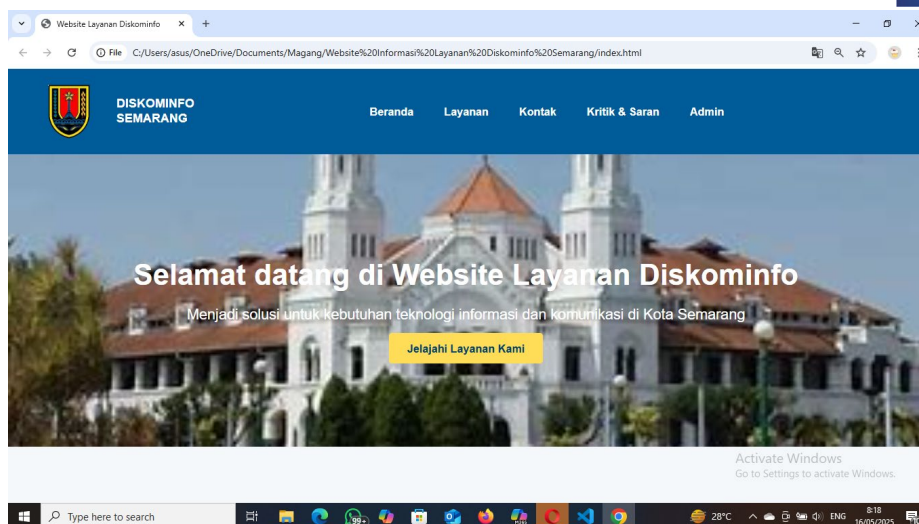 Website Layanan Diskominfo
File C:/Users/asus/OneDrive/Documents/Magang/Website%20Informasi%20Layanan%20Diskominfo%20Semarang/index.html
DISKOMINFO
SEMARANG
Beranda Layanan Kontak Kritik & Saran Admin
Selamat datang di Website Layanan Diskominfo
Menjadi solusi untuk kebutuhan teknologi informasi dan komunikasi di Kota Semarang
Jelajahi Layanan Kami
Activate Windows
Go to Settings to activate Windows.
Type here to search
99+
28°C
ENG
8:18
16/05/2025